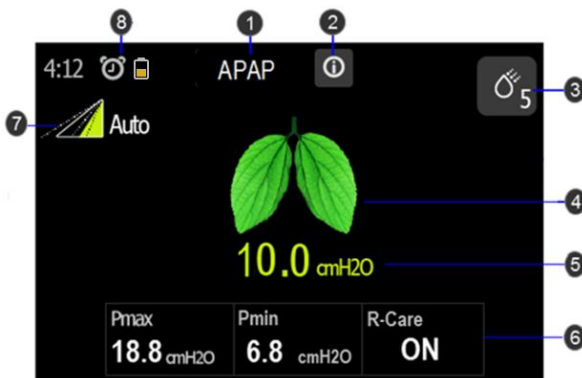 8 1 2
4:12 APAP
5 3
7 Auto
4
10.0 cmH2O 5
Pmax Pmin R-Care
18.8 cmH2O 6.8 cmH2O ON 6